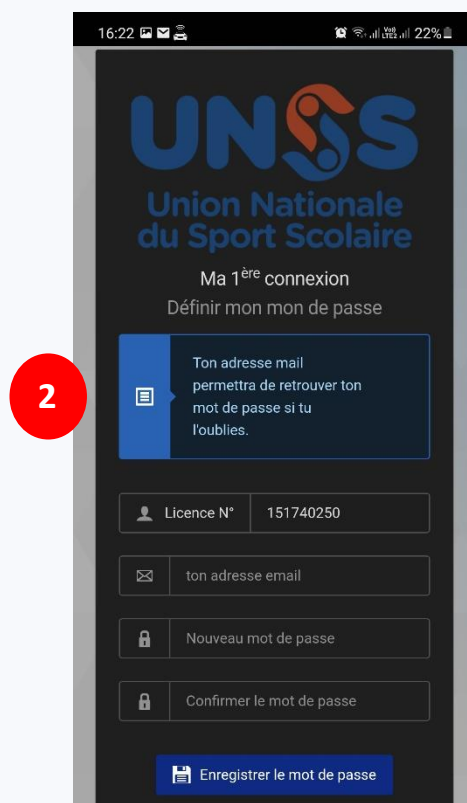 16:22 22%
UNSS
Union Nationale
du Sport Scolaire
Ma 1ère connexion
Définir mon mon de passe
2
Ton adresse mail
permettra de retrouver ton
mot de passe si tu
l'oublies.
Licence N° 151740250
ton adresse email
Nouveau mot de passe
Confirmer le mot de passe
Enregistrer le mot de passe